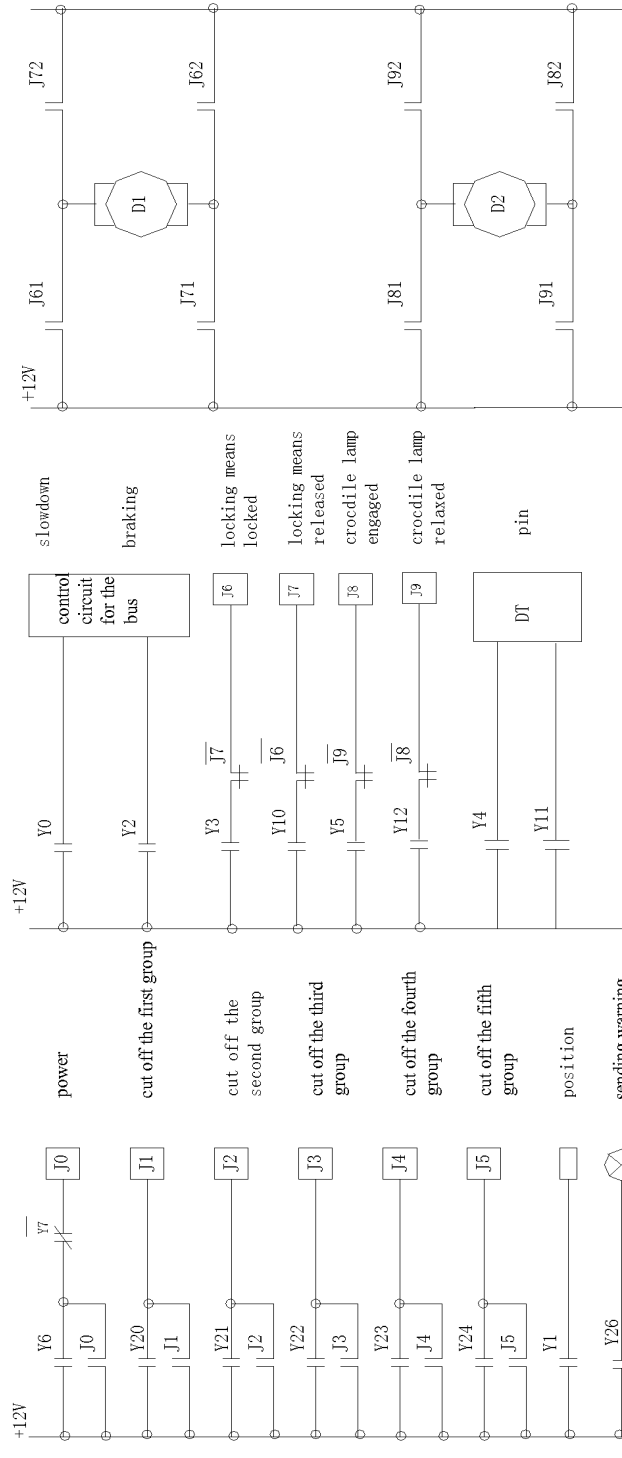 +12V
Y6
J0
Y7
J0
power
Y20
J1
J1
cut off the first group
Y21
J2
J2
cut off the
second group
Y22
J3
J3
cut off the third
group
Y23
J4
J4
cut off the fourth
group
Y24
J5
J5
cut off the fifth
group
Y1
position
Y26
sending warning
+12V
Y0
Y2
control
circuit
for the
bus
slowdown
braking
Y3
J7
J6
locking means
locked
Y10
J6
J7
locking means
released
Y5
J9
J8
crocdile lamp
engaged
Y12
J8
J9
crocdile lamp
relaxed
Y4
Y11
DT
pin
+12V
J61
J72
D1
J71
J62
J81
J92
D2
J91
J82